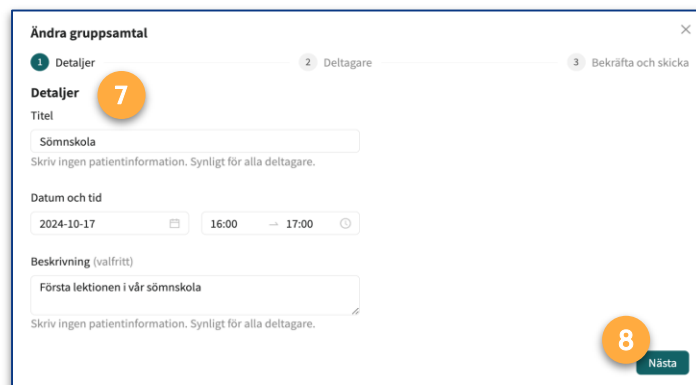 Ändra gruppsamtal
1 Detaljer 2 Deltagare 3 Bekräfta och skicka
Detaljer 7
Titel
Sömnskola
Skriv ingen patientinformation. Synligt för alla deltagare.
Datum och tid
2024-10-17 16:00 → 17:00
Beskrivning (valfritt)
Första lektionen i vår sömnskola
Skriv ingen patientinformation. Synligt för alla deltagare.
8
Nästa